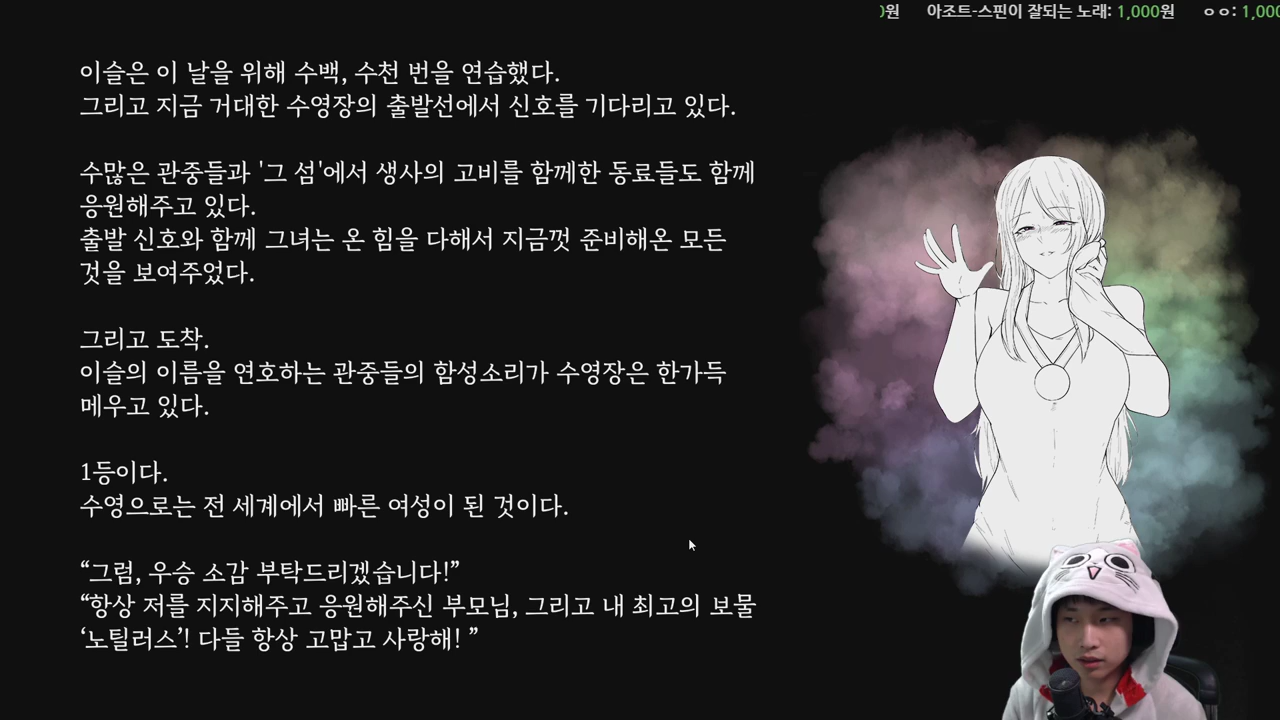 원 아조트-스핀이 잘되는 노래: 1,000원 ㅇㅇ: 1,000
이슬은 이 날을 위해 수백, 수천 번을 연습했다.
그리고 지금 거대한 수영장의 출발선에서 신호를 기다리고 있다.
수많은 관중들과 '그 섬'에서 생사의 고비를 함께한 동료들도 함께
응원해주고 있다.
출발 신호와 함께 그녀는 온 힘을 다해서 지금껏 준비해온 모든
것을 보여주었다.
그리고 도착.
이슬의 이름을 연호하는 관중들의 함성소리가 수영장은 한가득
메우고 있다.
1등이다.
수영으로는 전 세계에서 빠른 여성이 된 것이다.
“그럼, 우승 소감 부탁드리겠습니다!”
“항상 저를 지지해주고 응원해주신 부모님, 그리고 내 최고의 보물
‘노틸러스’! 다들 항상 고맙고 사랑해! ”